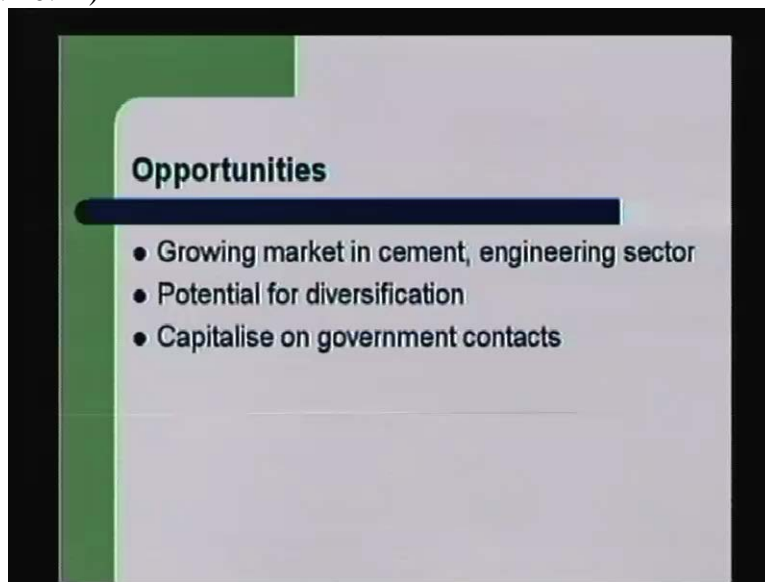 Opportunities
● Growing market in cement, engineering sector
● Potential for diversification
● Capitalise on government contacts